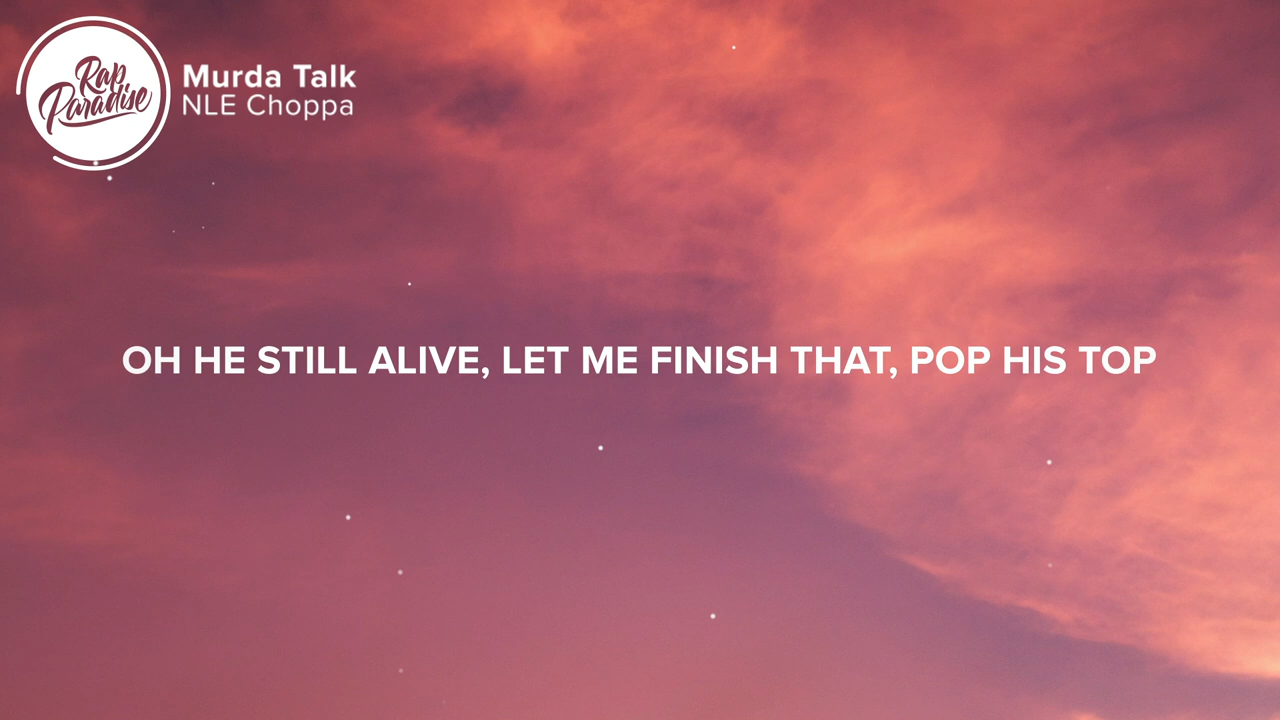 Rap
Paradise
Murda Talk
NLE Choppa
OH HE STILL ALIVE, LET ME FINISH THAT, POP HIS TOP